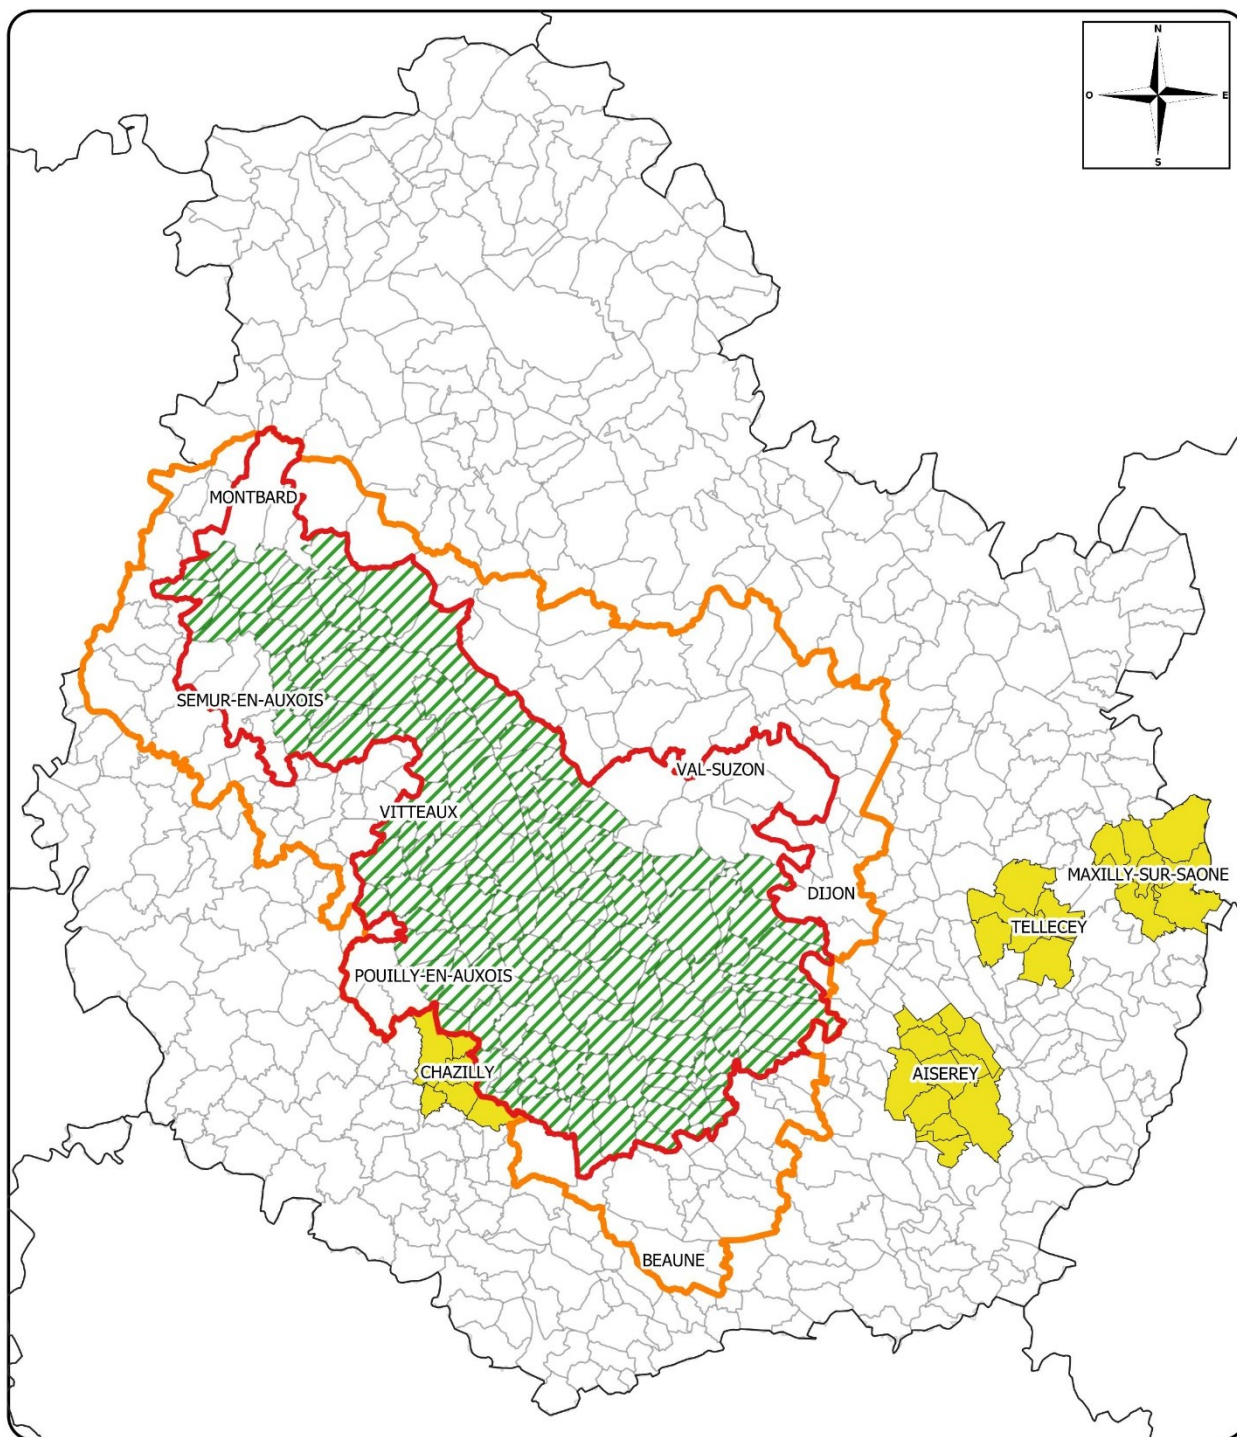 N
O
E
S
MONTBARD
SEMUR-EN-AUXOIS
VAL-SUZON
VITTEAUX
MAXILLY-SUR-SAONE
DIJON
TELLECEY
POUILLY-EN-AUXOIS
CHAZILLY
AISEREY
BEAUNE